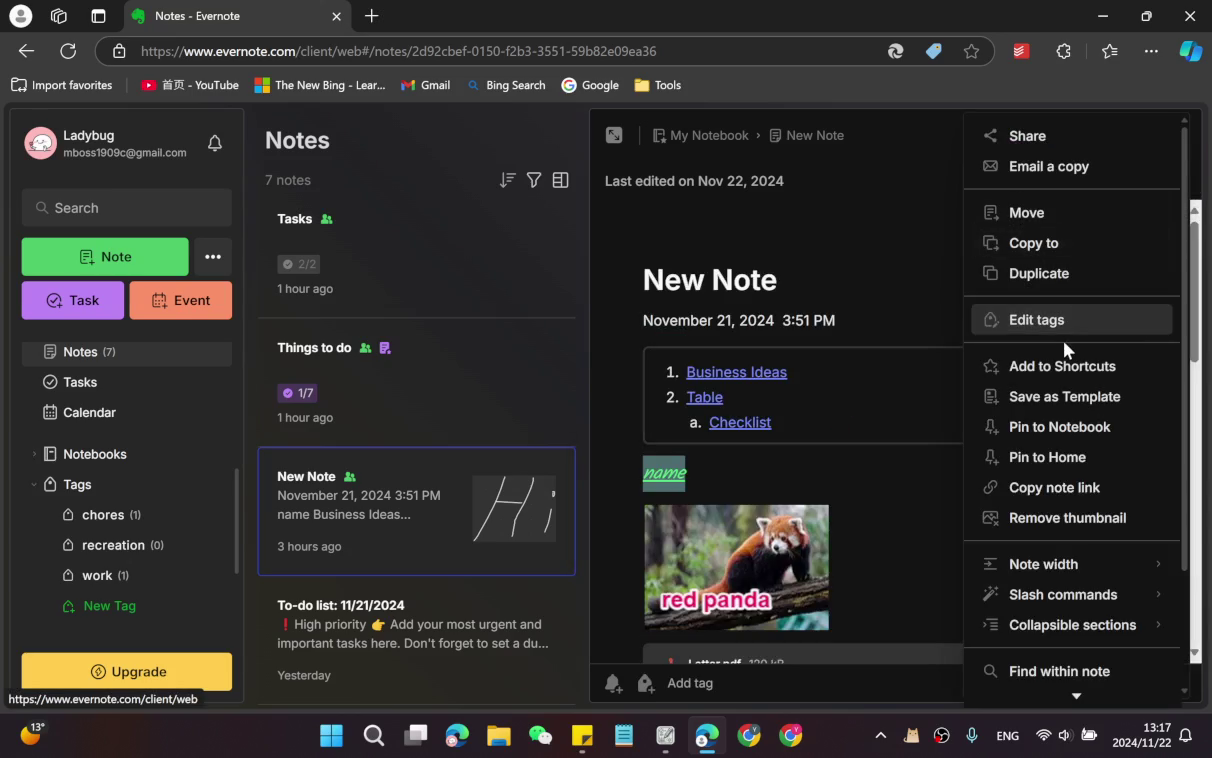 Notes - Evernote
https://www.evernote.com/client/web#/notes/2d92cbef-0150-f2b3-3551-59b82e09ea36
Import favorites
首页 - YouTube
The New Bing - Lear...
Gmail
Bing Search
Google
Tools
Ladybug
mboss1909c@gmail.com
Search
Note
Task
Event
Notes (7)
Tasks
Calendar
Notebooks
Tags
chores (1)
recreation (0)
work (1)
New Tag
Upgrade
https://www.evernote.com/client/web
Notes
7 notes
Tasks
2/2
1 hour ago
Things to do
1/7
1 hour ago
New Note
November 21, 2024 3:51 PM
name Business Ideas...
3 hours ago
To-do list: 11/21/2024
❗ High priority 👉 Add your most urgent and
important tasks here. Don't forget to set a du...
Yesterday
My Notebook > New Note
Last edited on Nov 22, 2024
New Note
November 21, 2024 3:51 PM
1. Business Ideas
2. Table
a. Checklist
name
red panda
Letter.pdf 120 kB
Add tag
Share
Email a copy
Move
Copy to
Duplicate
Edit tags
Add to Shortcuts
Save as Template
Pin to Notebook
Pin to Home
Copy note link
Remove thumbnail
Note width
Slash commands
Collapsible sections
Find within note
13°
ENG
13:17
2024/11/22